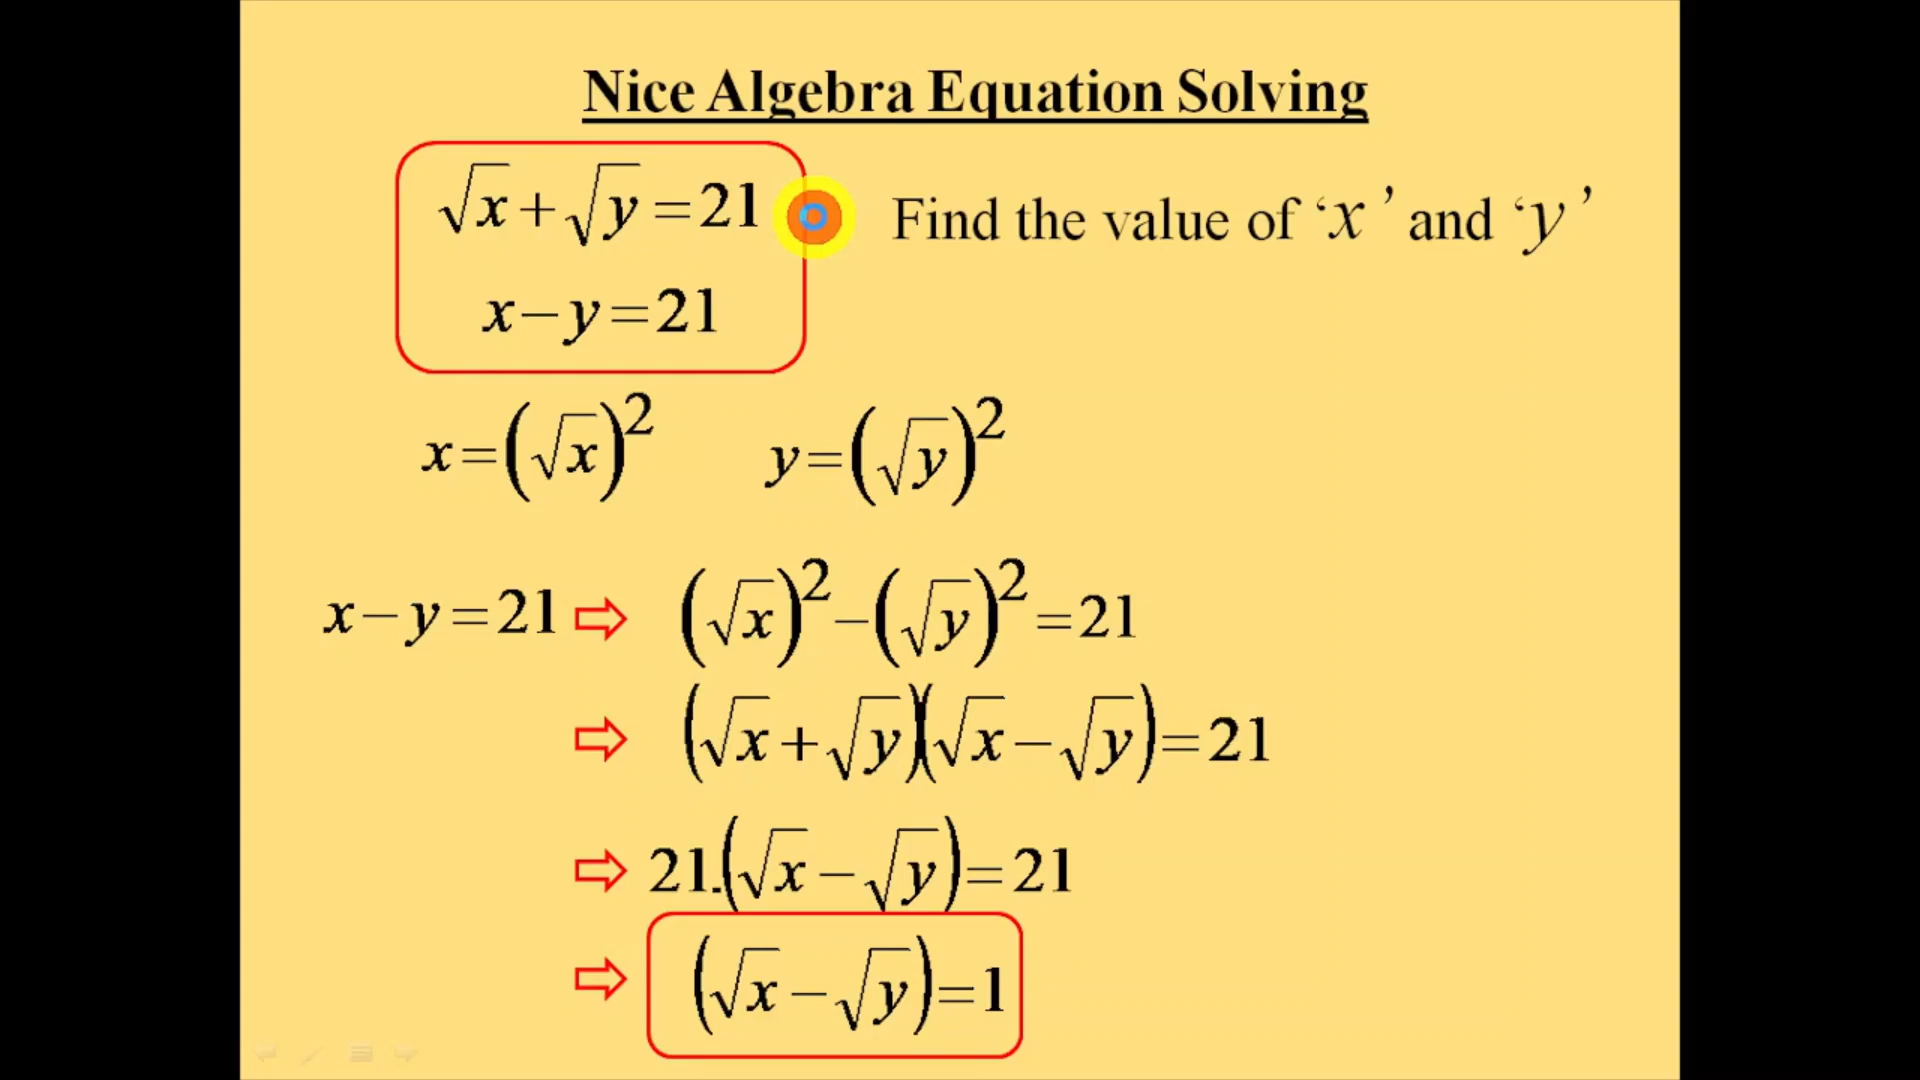 Nice Algebra Equation Solving
√x + √y = 21
Find the value of ‘x’ and ‘y’
x − y = 21
x = (√x)²
y = (√y)²
x − y = 21 ⇨ (√x)² − (√y)² = 21
⇨ (√x + √y)(√x − √y) = 21
⇨ 21.(√x − √y) = 21
⇨ (√x − √y) = 1